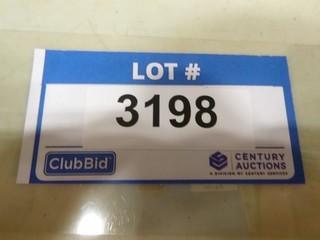 LOT #
3198
ClubBid
CENTURY
AUCTIONS
A DIVISION OF CENTURY SERVICES